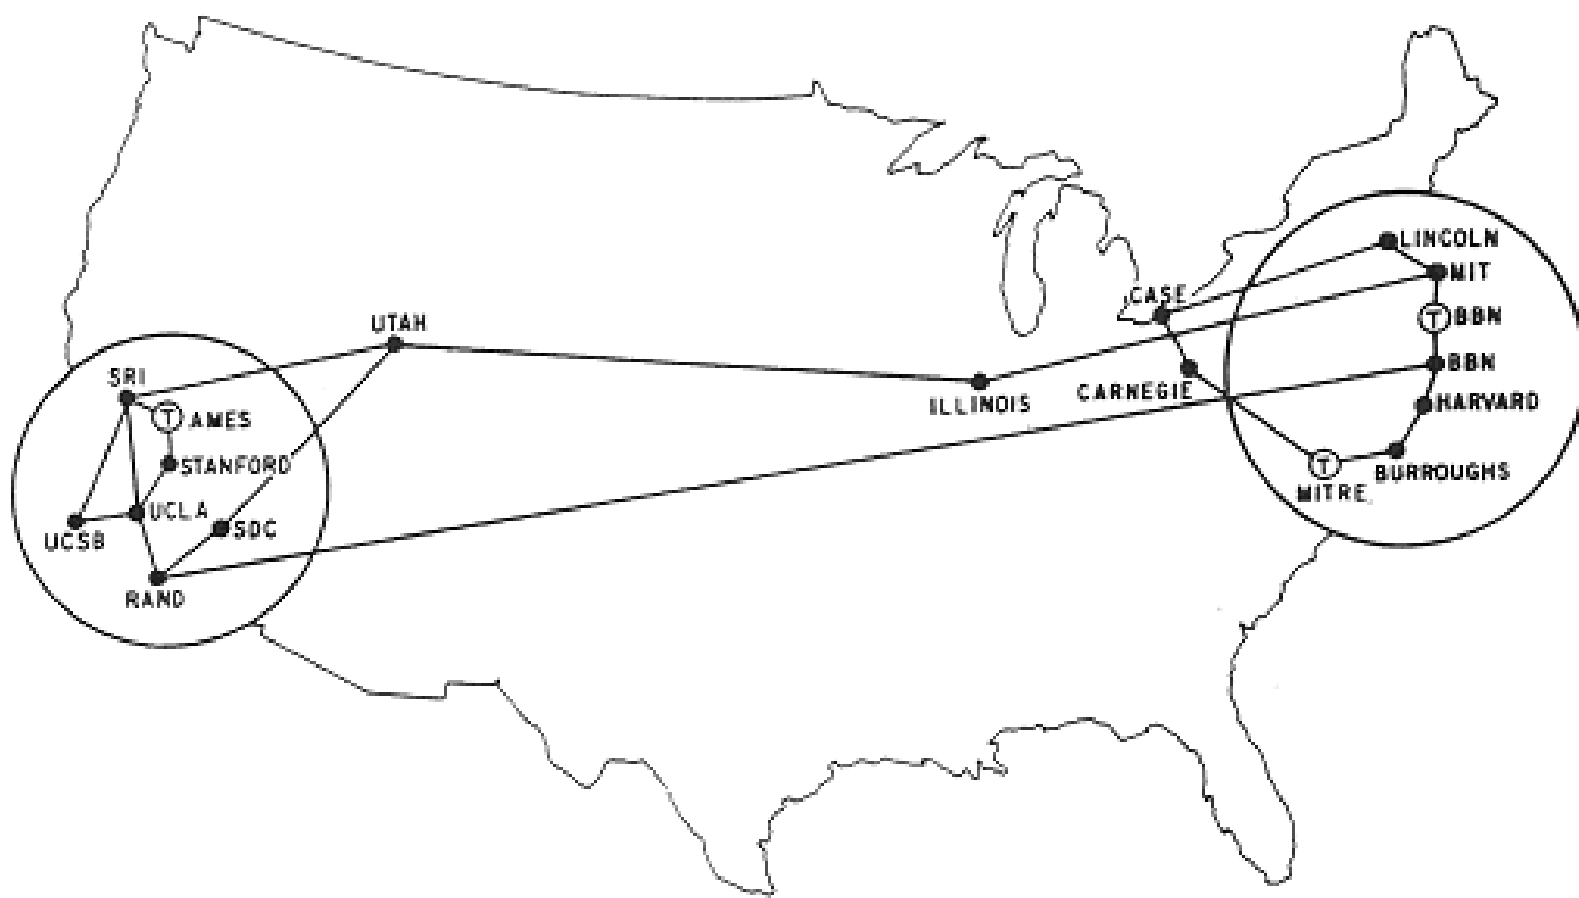 LINCOLN
MIT
T BBN
CASE
UTAH
BBN
SRI
CARNEGIE
ILLINOIS
HARVARD
T AMES
STANFORD
T
BURROUGHS
MITRE
UCLA
SDC
UCSB
RAND